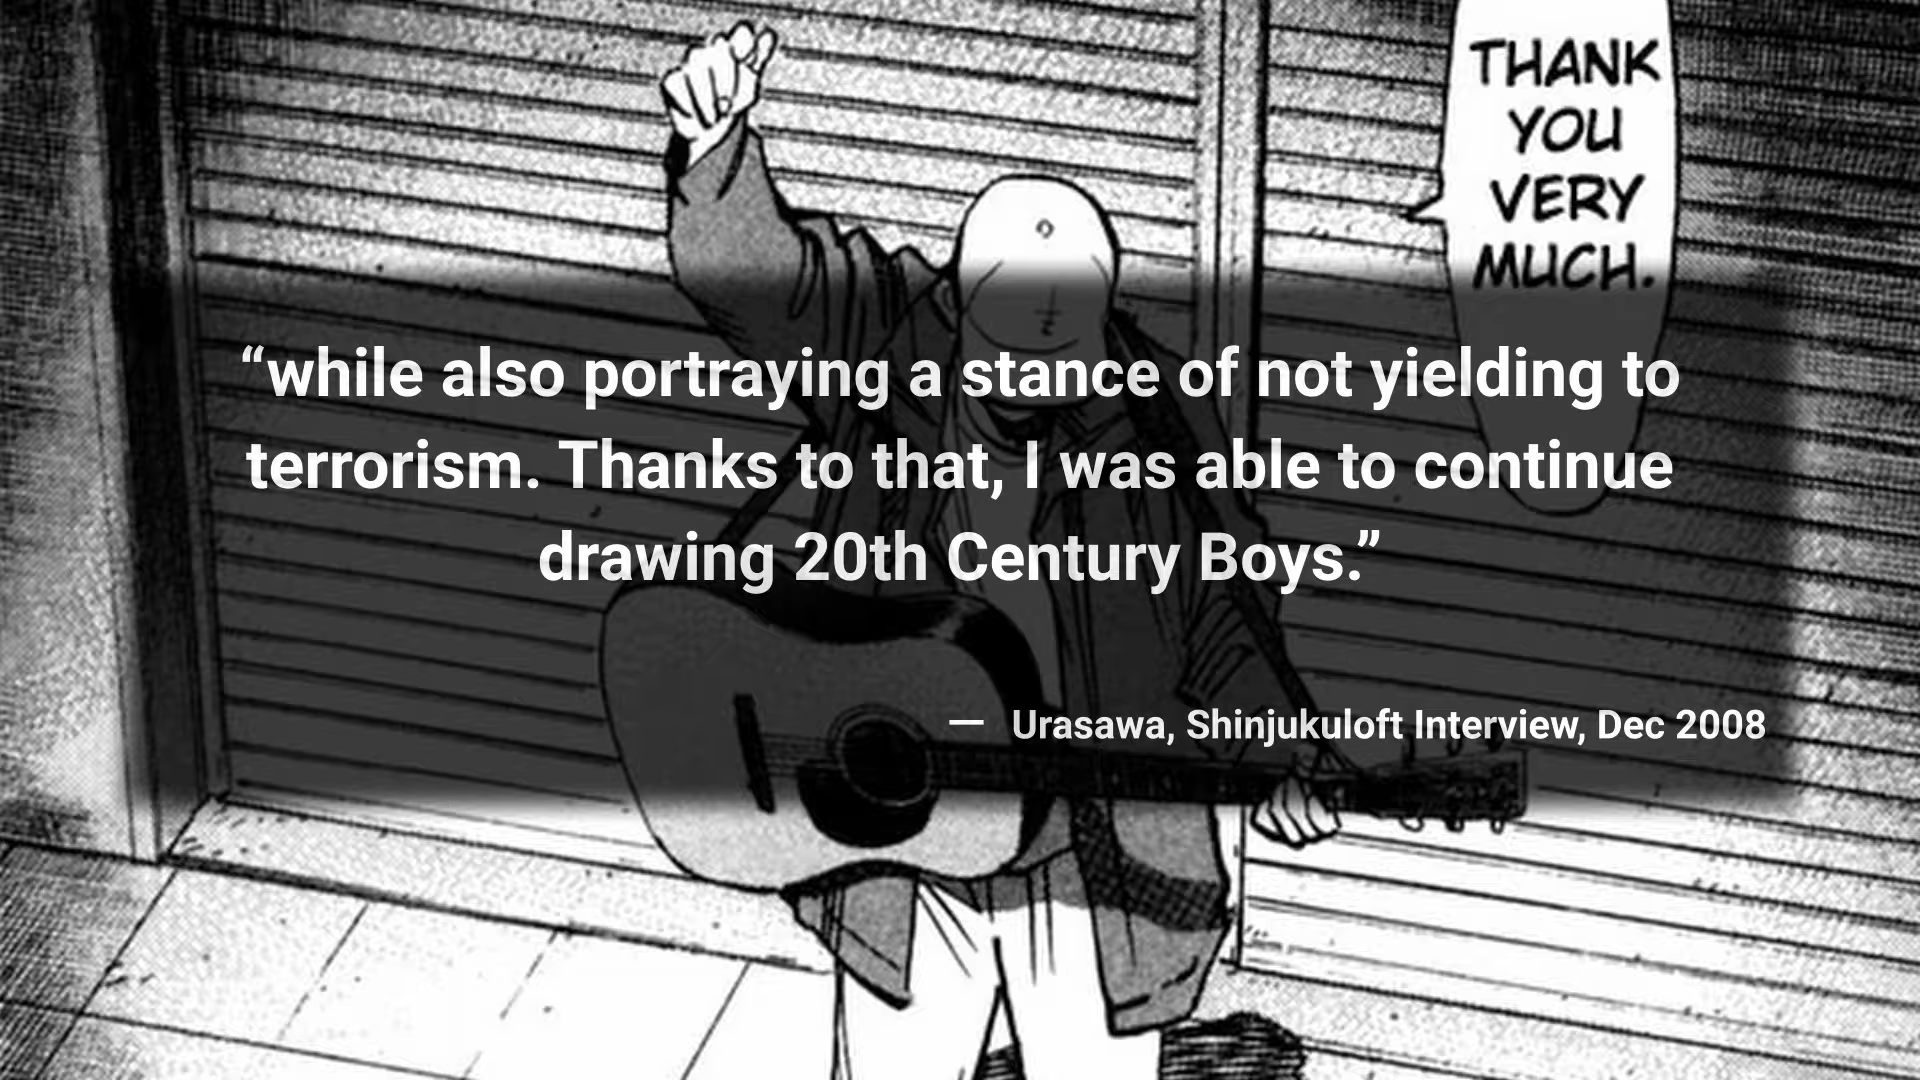 THANK
YOU
VERY
MUCH.
“while also portraying a stance of not yielding to
terrorism. Thanks to that, I was able to continue
drawing 20th Century Boys.”
— Urasawa, Shinjukuloft Interview, Dec 2008